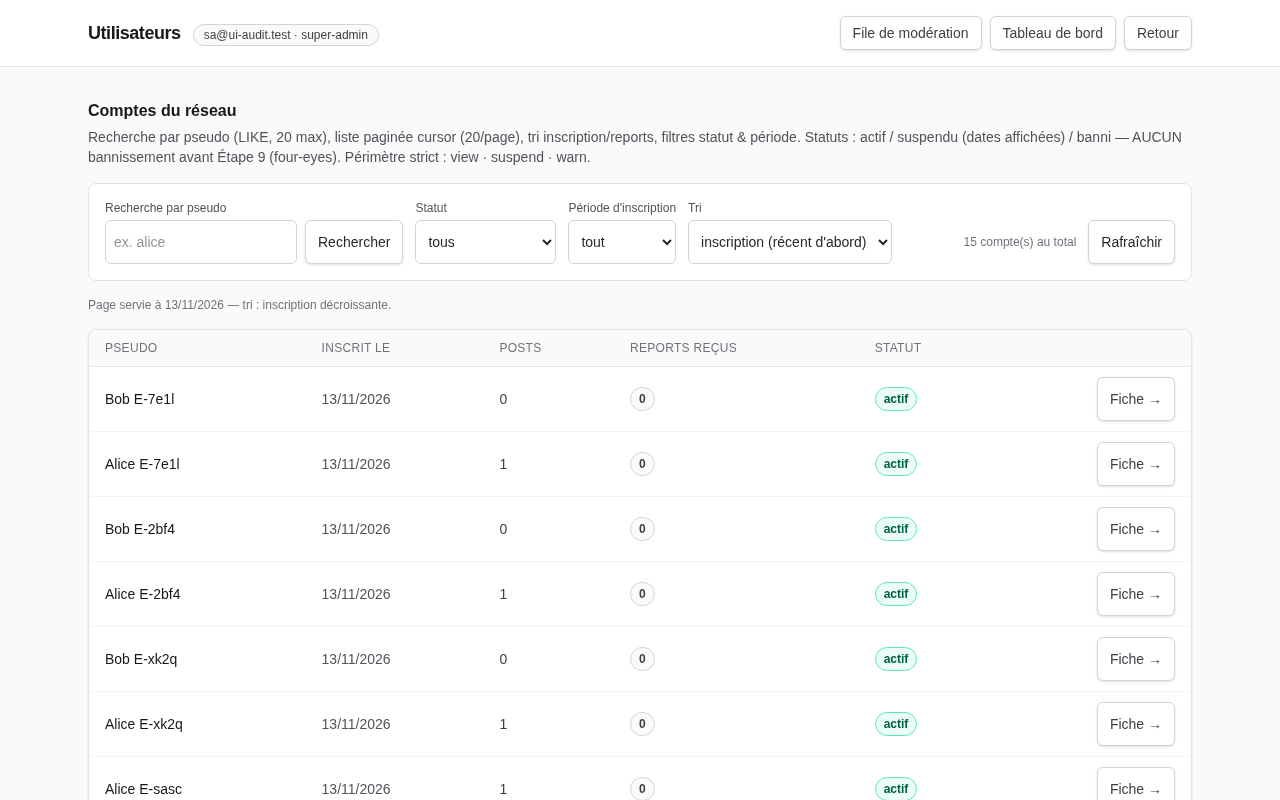 Utilisateurs
sa@ui-audit.test · super-admin
File de modération
Tableau de bord
Retour
Comptes du réseau
Recherche par pseudo (LIKE, 20 max), liste paginée cursor (20/page), tri inscription/reports, filtres statut & période. Statuts : actif / suspendu (dates affichées) / banni — AUCUN
bannissement avant Étape 9 (four-eyes). Périmètre strict : view · suspend · warn.
Recherche par pseudo
Statut
Période d'inscription
Tri
ex. alice
Rechercher
tous
tout
inscription (récent d'abord)
15 compte(s) au total
Rafraîchir
Page servie à 13/11/2026 — tri : inscription décroissante.
PSEUDO INSCRIT LE POSTS REPORTS REÇUS STATUT
Bob E-7e1l 13/11/2026 0 0 actif Fiche →
Alice E-7e1l 13/11/2026 1 0 actif Fiche →
Bob E-2bf4 13/11/2026 0 0 actif Fiche →
Alice E-2bf4 13/11/2026 1 0 actif Fiche →
Bob E-xk2q 13/11/2026 0 0 actif Fiche →
Alice E-xk2q 13/11/2026 1 0 actif Fiche →
Alice E-sasc 13/11/2026 1 0 actif Fiche →